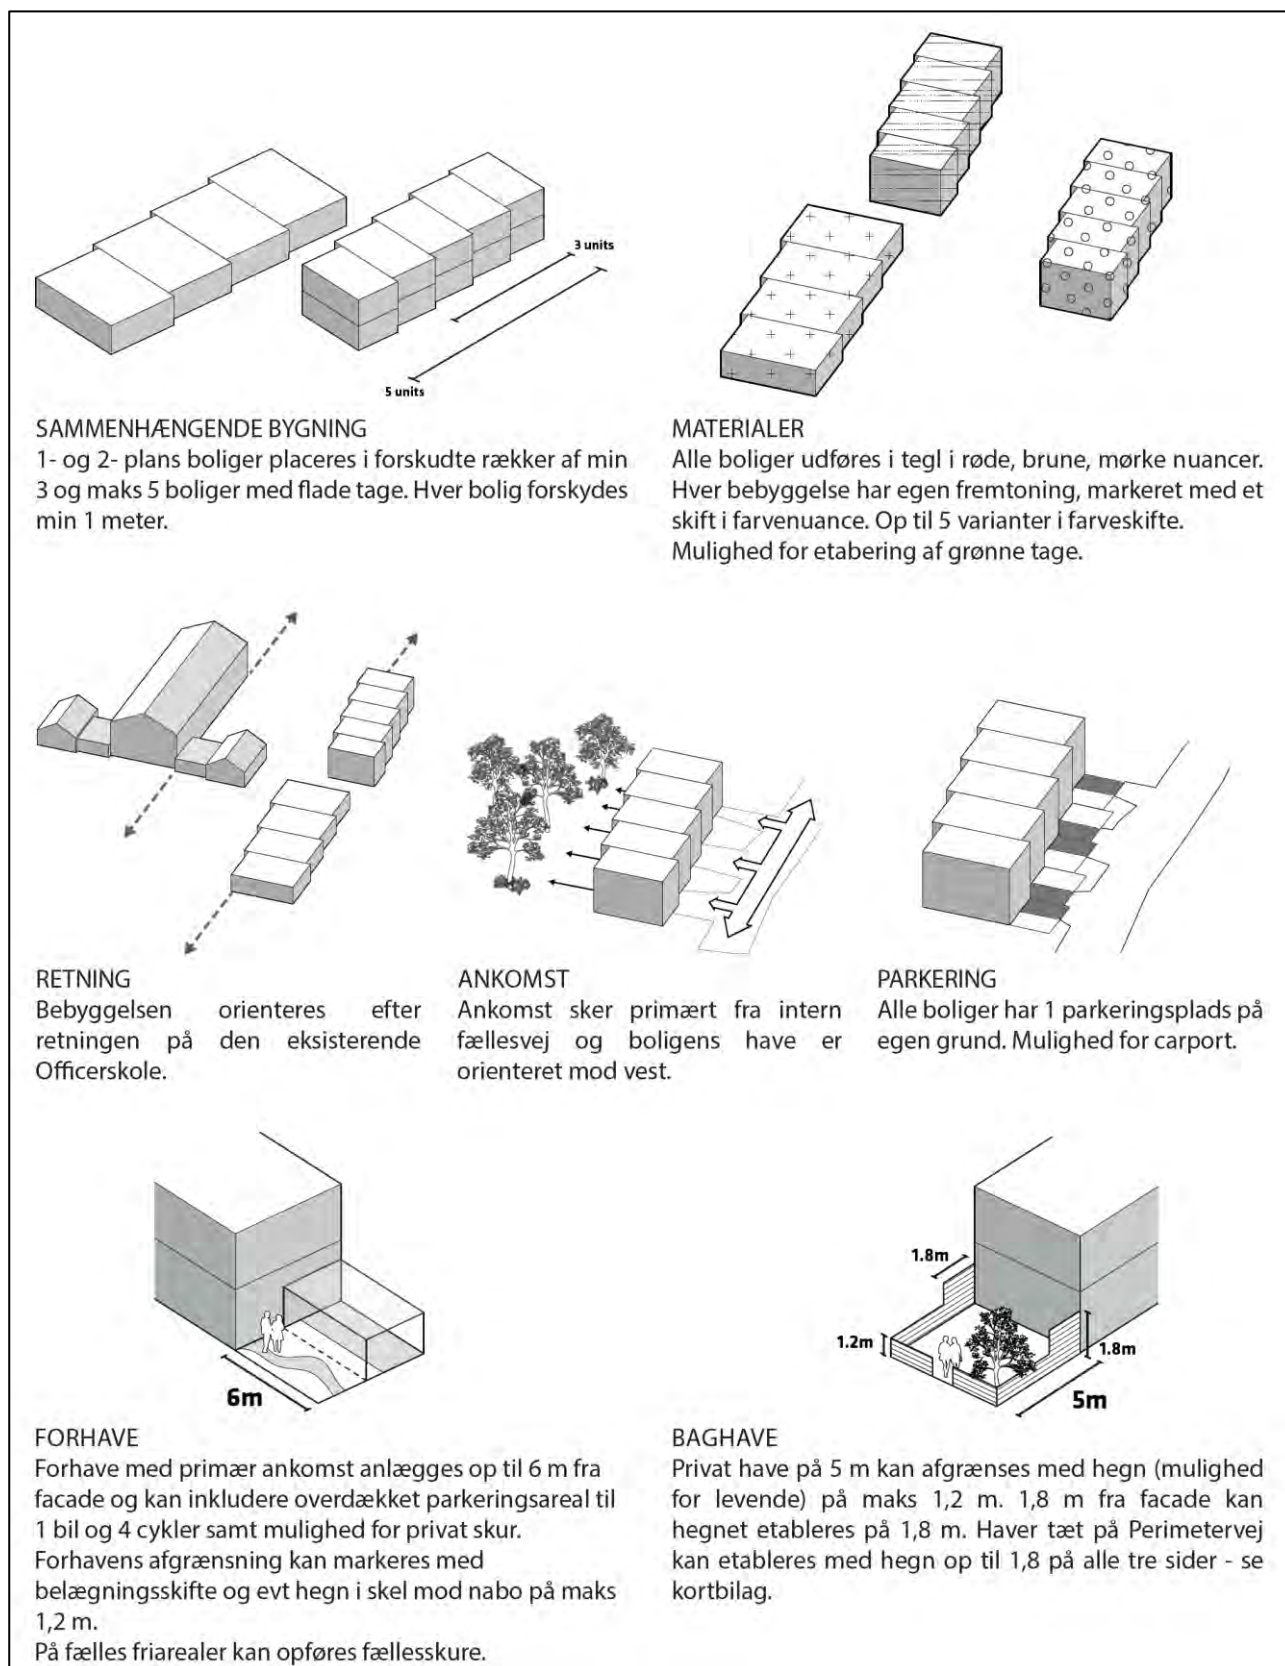 3 units
5 units
SAMMENHÆNGENDE BYGNING
1- og 2- plans boliger placeres i forskudte rækker af min
3 og maks 5 boliger med flade tage. Hver bolig forskydes
min 1 meter.
MATERIALER
Alle boliger udføres i tegl i røde, brune, mørke nuancer.
Hver bebyggelse har egen fremtoning, markeret med et
skift i farvenuance. Op til 5 varianter i farveskifte.
Mulighed for etabering af grønne tage.
RETNING
Bebyggelsen orienteres efter
retningen på den eksisterende
Officerskole.
ANKOMST
Ankomst sker primært fra intern
fællesvej og boligens have er
orienteret mod vest.
PARKERING
Alle boliger har 1 parkeringsplads på
egen grund. Mulighed for carport.
6m
1.8m
1.2m
1.8m
5m
FORHAVE
Forhave med primær ankomst anlægges op til 6 m fra
facade og kan inkludere overdækket parkeringsareal til
1 bil og 4 cykler samt mulighed for privat skur.
Forhavens afgrænsning kan markeres med
belægningsskifte og evt hegn i skel mod nabo på maks
1,2 m.
På fælles friarealer kan opføres fællesskure.
BAGHAVE
Privat have på 5 m kan afgrænses med hegn (mulighed
for levende) på maks 1,2 m. 1,8 m fra facade kan
hegnet etableres på 1,8 m. Haver tæt på Perimetervej
kan etableres med hegn op til 1,8 på alle tre sider - se
kortbilag.